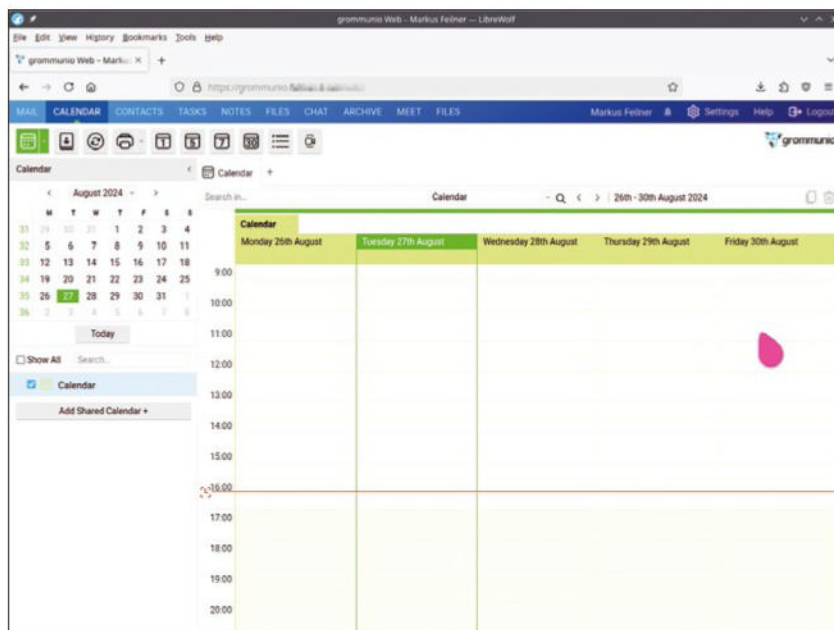 grommunio Web - Markus Feilner — LibreWolf
File Edit View History Bookmarks Tools Help
grommunio Web - Markus
https://grommunio.
MAIL CALENDAR CONTACTS TASKS NOTES FILES CHAT ARCHIVE MEET FILES Markus Feilner Settings Help Logout
1 5 7 30
grommunio
Calendar
Calendar
August 2024
Search in...
Calendar
26th - 30th August 2024
M T W T F S S
31 29 30 31 1 2 3 4
32 5 6 7 8 9 10 11
33 12 13 14 15 16 17 18
34 19 20 21 22 23 24 25
35 26 27 28 29 30 31 1
36 2 3 4 5 6 7 8
Today
Show All Search..
Calendar
Add Shared Calendar +
Calendar
Monday 26th August Tuesday 27th August Wednesday 28th August Thursday 29th August Friday 30th August
9:00
10:00
11:00
12:00
13:00
14:00
15:00
16:00
17:00
18:00
19:00
20:00